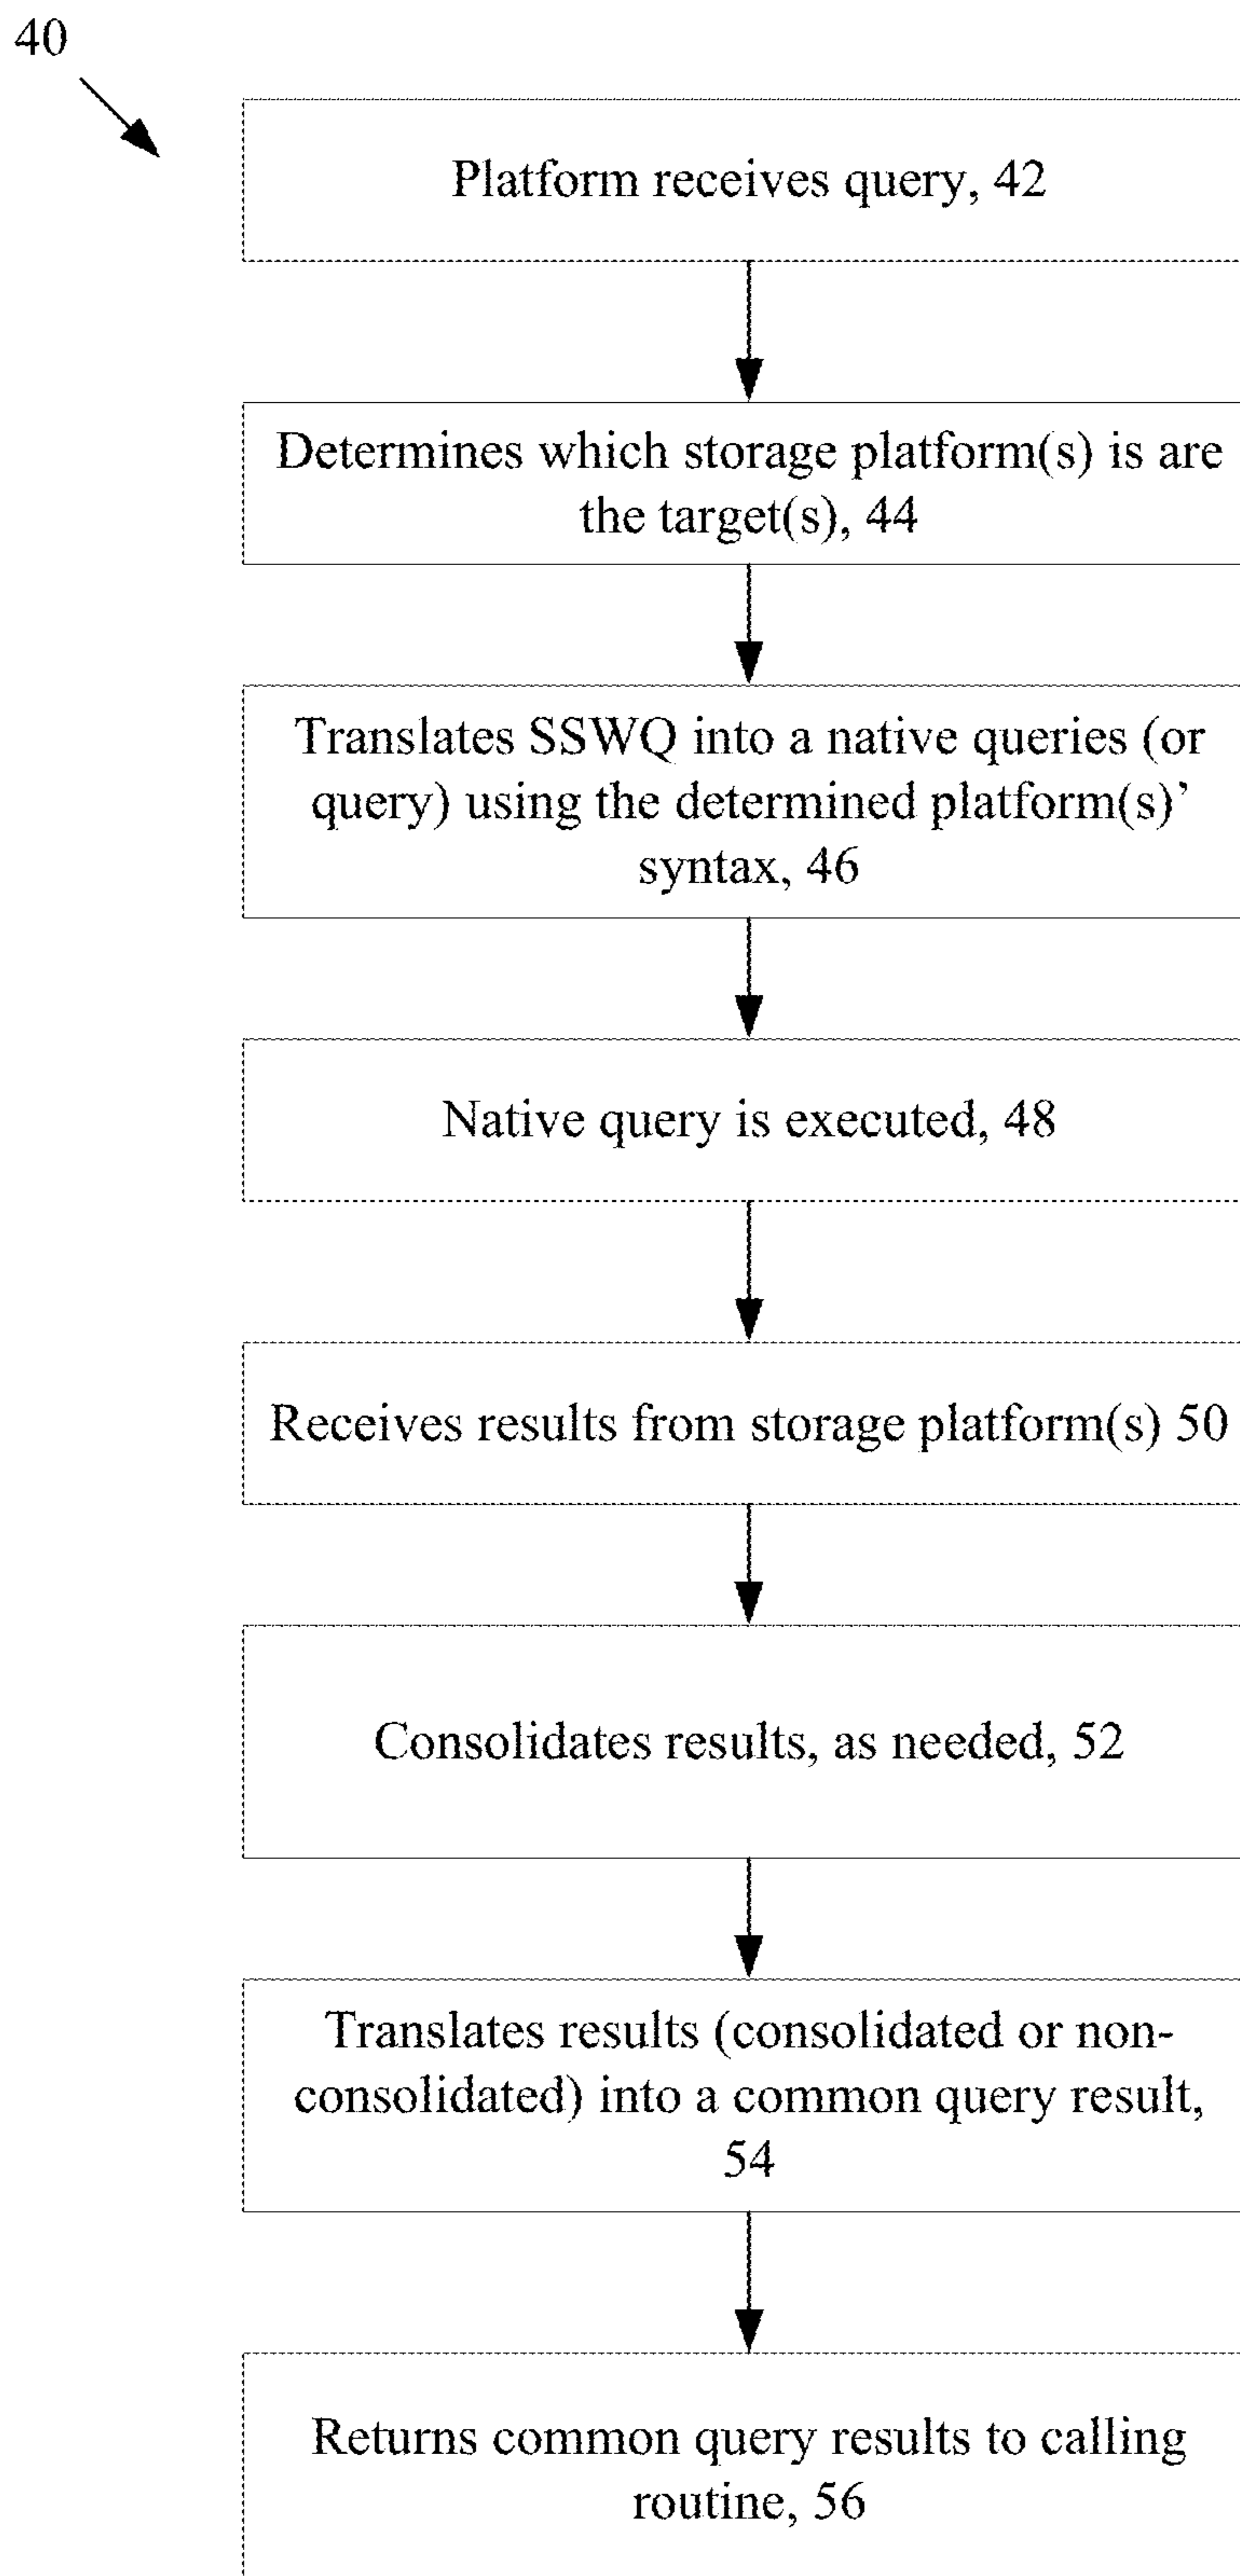 40
Platform receives query, 42
Determines which storage platform(s) is are
the target(s), 44
Translates SSWQ into a native queries (or
query) using the determined platform(s)’
syntax, 46
Native query is executed, 48
Receives results from storage platform(s) 50
Consolidates results, as needed, 52
Translates results (consolidated or non-
consolidated) into a common query result,
54
Returns common query results to calling
routine, 56